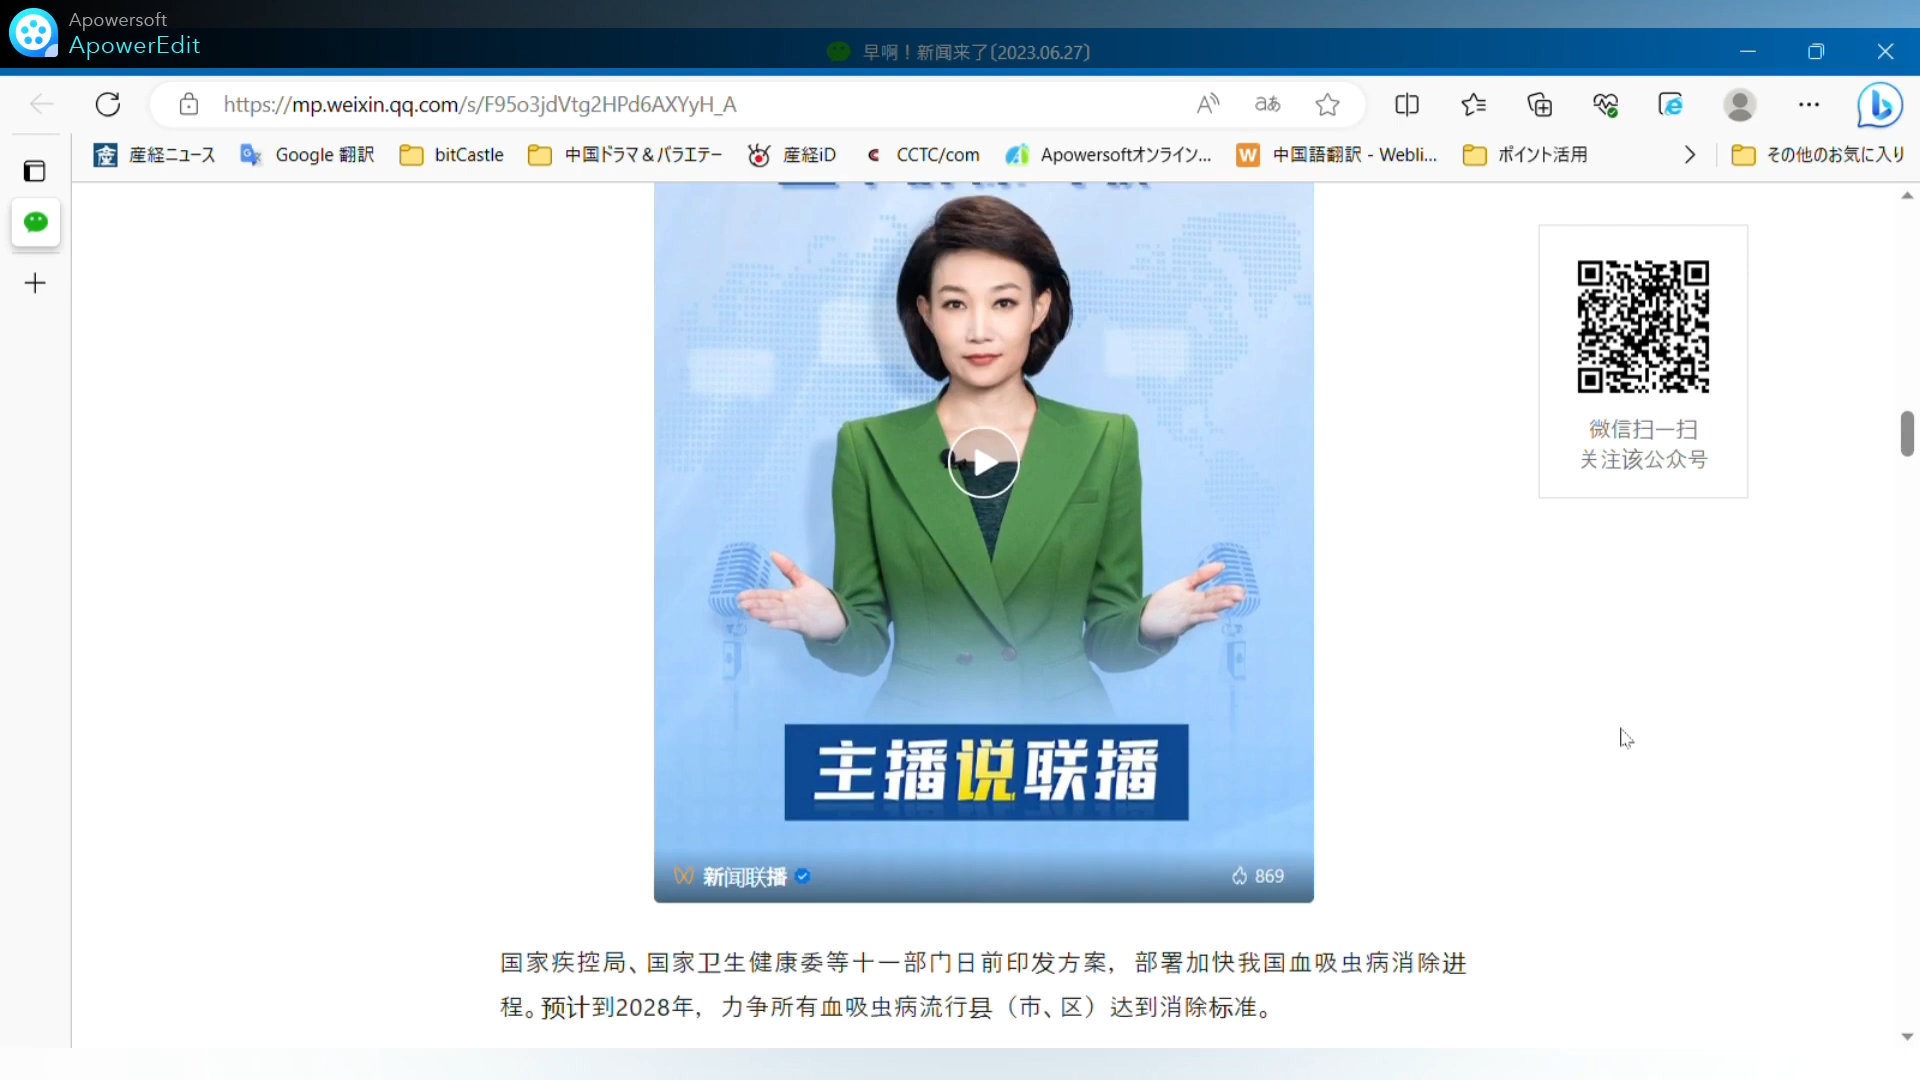 Apowersoft
ApowerEdit
早啊！新闻来了〔2023.06.27〕
https://mp.weixin.qq.com/s/F95o3jdVtg2HPd6AXYyH_A
産経ニュース
Google 翻訳
bitCastle
中国ドラマ＆バラエテー
産経iD
CCTC/com
Apowersoftオンライン...
中国語翻訳 - Webli...
ポイント活用
その他のお気に入り
微信扫一扫
关注该公众号
主播说联播
新闻联播
869
国家疾控局、国家卫生健康委等十一部门日前印发方案，部署加快我国血吸虫病消除进
程。预计到2028年，力争所有血吸虫病流行县（市、区）达到消除标准。